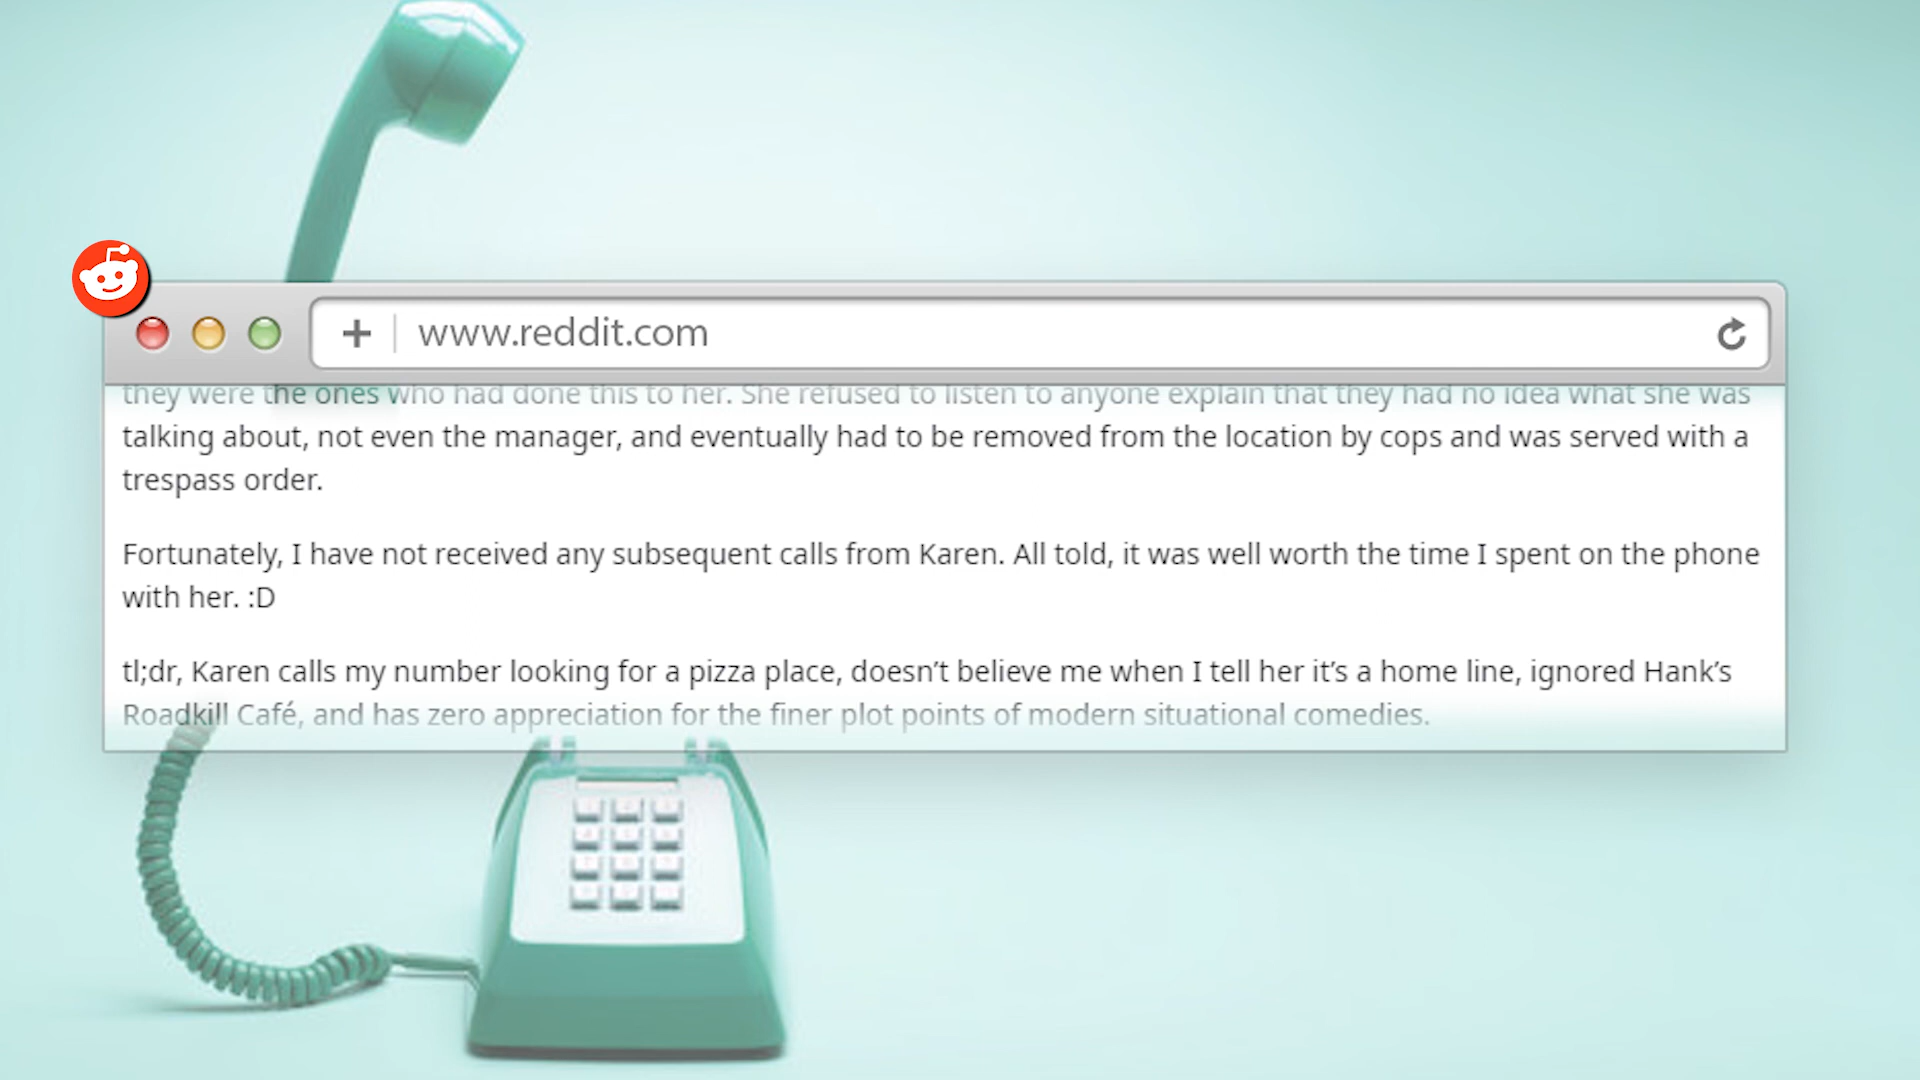 www.reddit.com
they were the ones who had done this to her. She refused to listen to anyone explain that they had no idea what she was
talking about, not even the manager, and eventually had to be removed from the location by cops and was served with a
trespass order.
Fortunately, I have not received any subsequent calls from Karen. All told, it was well worth the time I spent on the phone
with her. :D
tl;dr, Karen calls my number looking for a pizza place, doesn’t believe me when I tell her it’s a home line, ignored Hank’s
Roadkill Café, and has zero appreciation for the finer plot points of modern situational comedies.